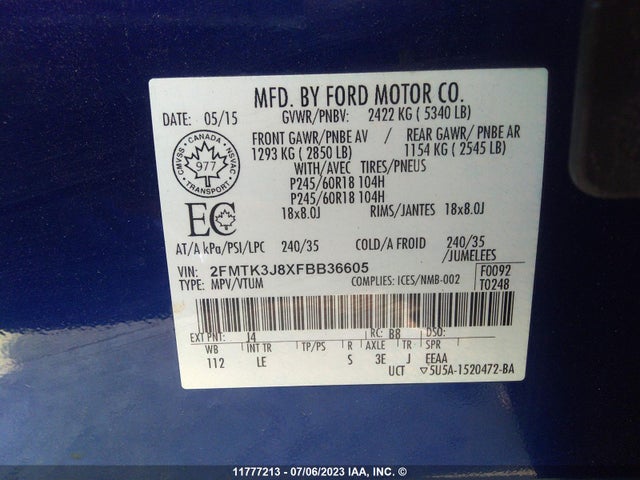 MFD. BY FORD MOTOR CO.
DATE: 05/15 GVWR/PNBV: 2422 KG ( 5340 LB)
FRONT GAWR/PNBE AV / REAR GAWR/ PNBE AR
1293 KG ( 2850 LB) 1154 KG ( 2545 LB)
WITH/AVEC TIRES/PNEUS
P245/60R18 104H
P245/60R18 104H
18x8.0J RIMS/JANTES 18x8.0J
CANADA
CMVSS NSVAC
977
TRANSPORT
EC
AT/A kPa/PSI/LPC 240/35 COLD/A FROID 240/35
/JUMELEES
VIN: 2FMTK3J8XFBB36605 F0092
TYPE: MPV/VTUM COMPLIES: ICES/NMB-002 T0248
EXT PNT: J4 RC: BB DSO:
WB INT TR TP/PS R AXLE TR SPR
112 LE S 3E J EEAA
UCT ▽5U5A-1520472-BA
11777213 - 07/06/2023 IAA, INC. ©